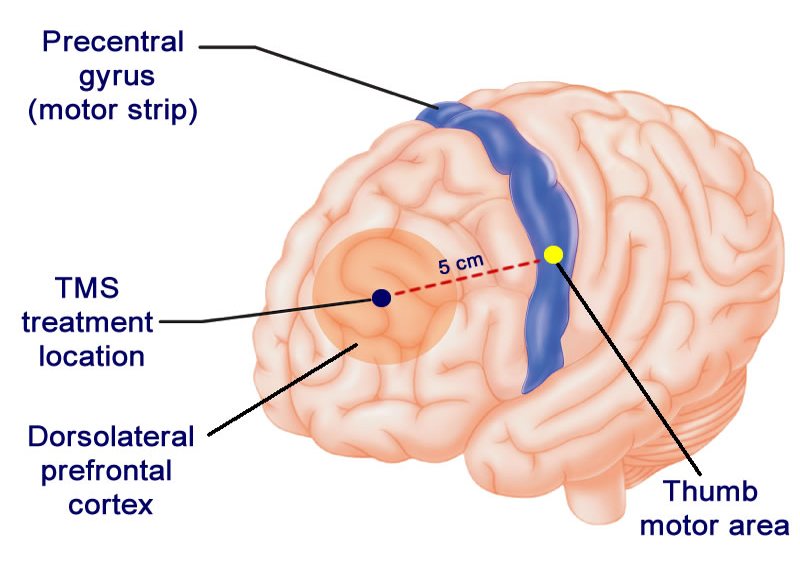 Precentral
gyrus
(motor strip)
5 cm
TMS
treatment
location
Dorsolateral
prefrontal
cortex
Thumb
motor area